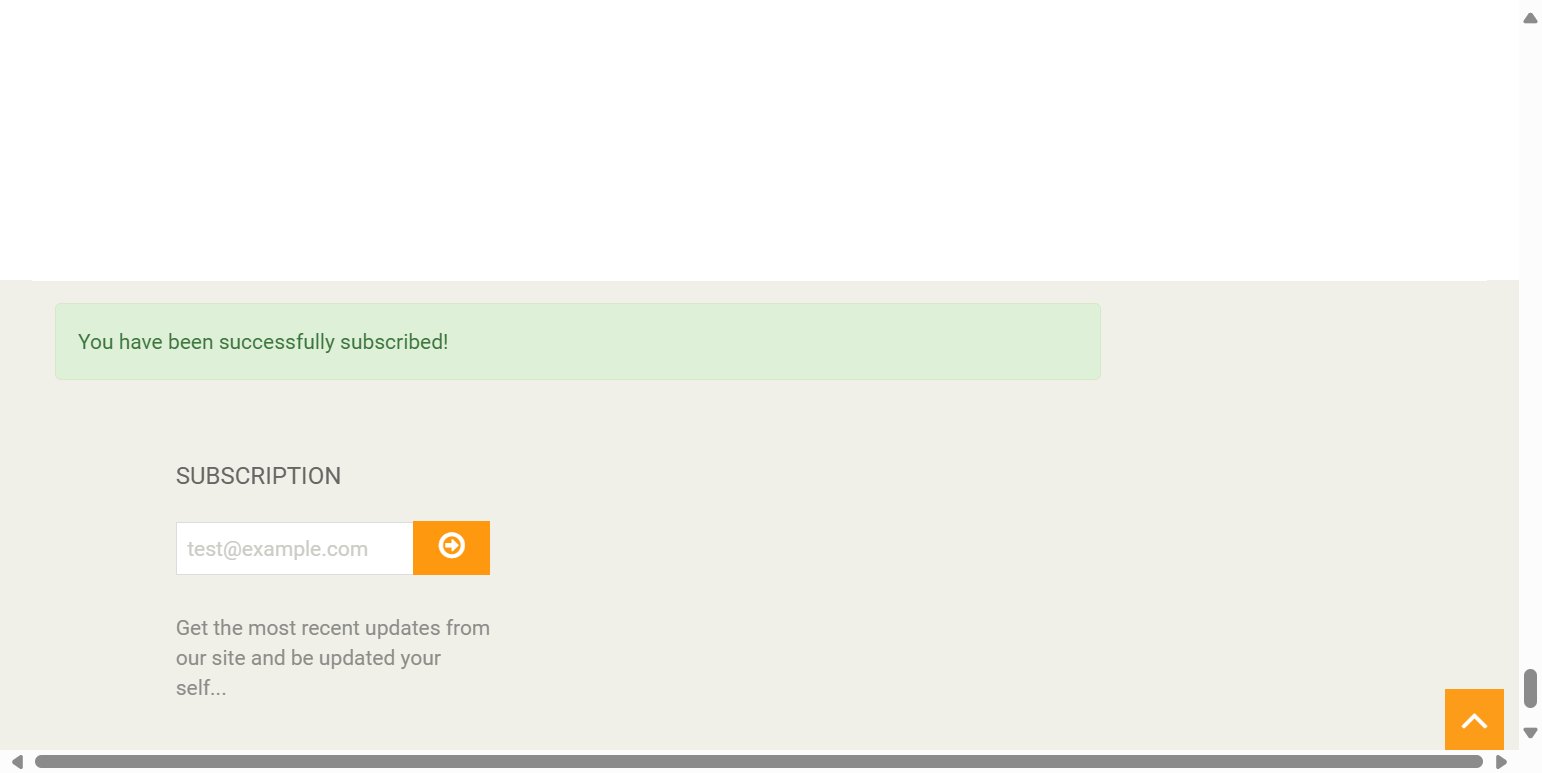 You have been successfully subscribed!
SUBSCRIPTION
test@example.com
Get the most recent updates from
our site and be updated your
self...